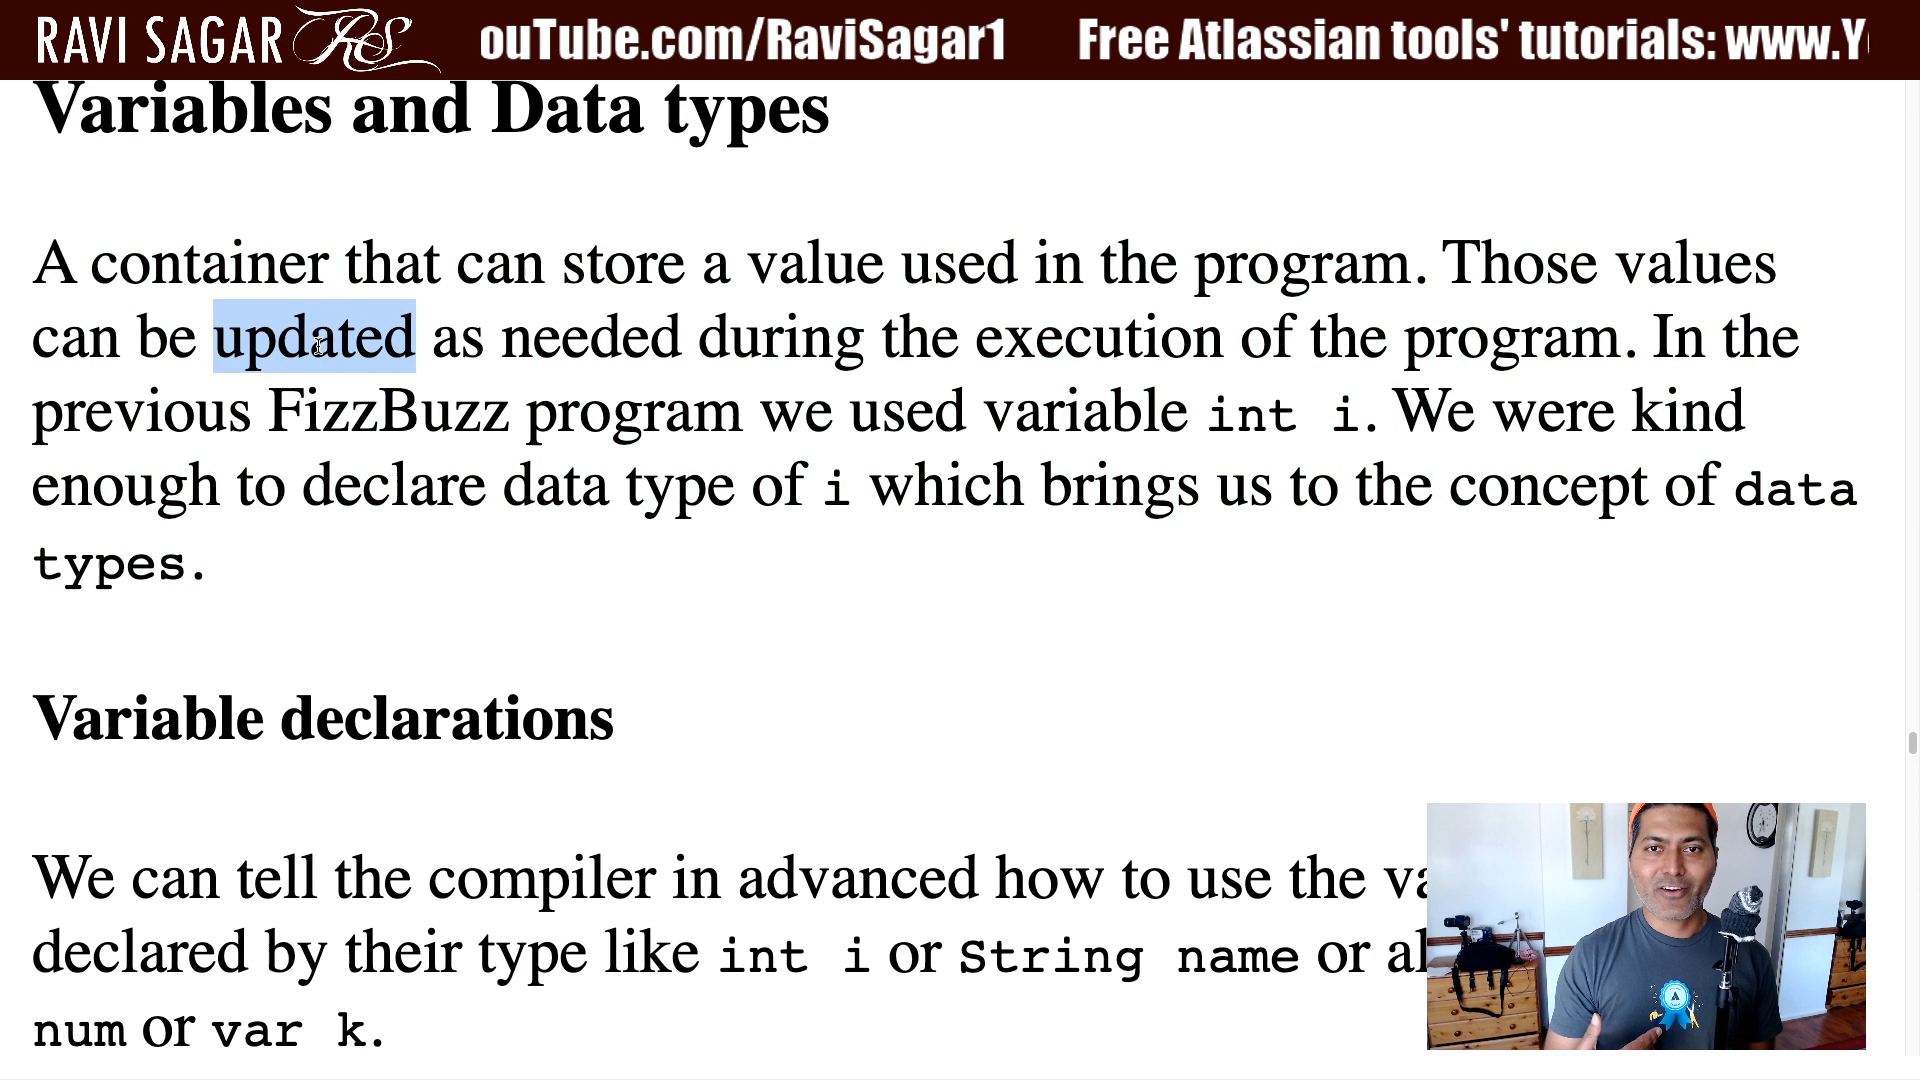 RAVI SAGAR RS ouTube.com/RaviSagar1 Free Atlassian tools' tutorials: www.Y
Variables and Data types
A container that can store a value used in the program. Those values
can be updated as needed during the execution of the program. In the
previous FizzBuzz program we used variable int i. We were kind
enough to declare data type of i which brings us to the concept of data
types.
Variable declarations
We can tell the compiler in advanced how to use the va
declared by their type like int i or String name or al
num or var k.